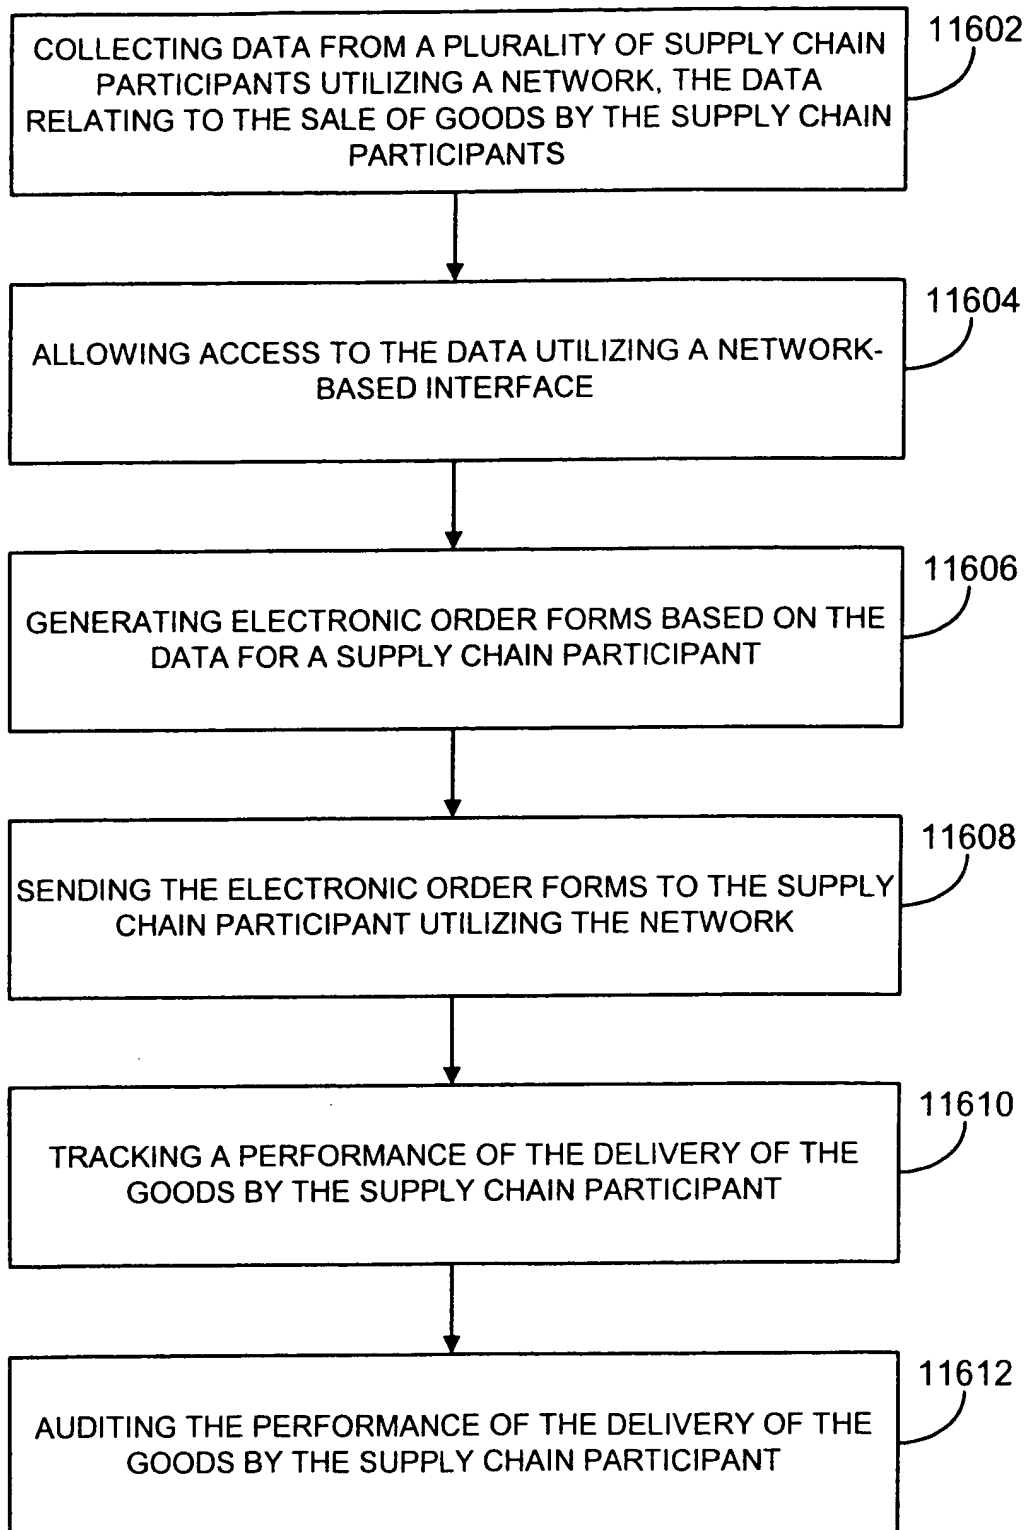 COLLECTING DATA FROM A PLURALITY OF SUPPLY CHAIN
PARTICIPANTS UTILIZING A NETWORK, THE DATA
RELATING TO THE SALE OF GOODS BY THE SUPPLY CHAIN
PARTICIPANTS
11602
ALLOWING ACCESS TO THE DATA UTILIZING A NETWORK-
BASED INTERFACE
11604
GENERATING ELECTRONIC ORDER FORMS BASED ON THE
DATA FOR A SUPPLY CHAIN PARTICIPANT
11606
SENDING THE ELECTRONIC ORDER FORMS TO THE SUPPLY
CHAIN PARTICIPANT UTILIZING THE NETWORK
11608
TRACKING A PERFORMANCE OF THE DELIVERY OF THE
GOODS BY THE SUPPLY CHAIN PARTICIPANT
11610
AUDITING THE PERFORMANCE OF THE DELIVERY OF THE
GOODS BY THE SUPPLY CHAIN PARTICIPANT
11612